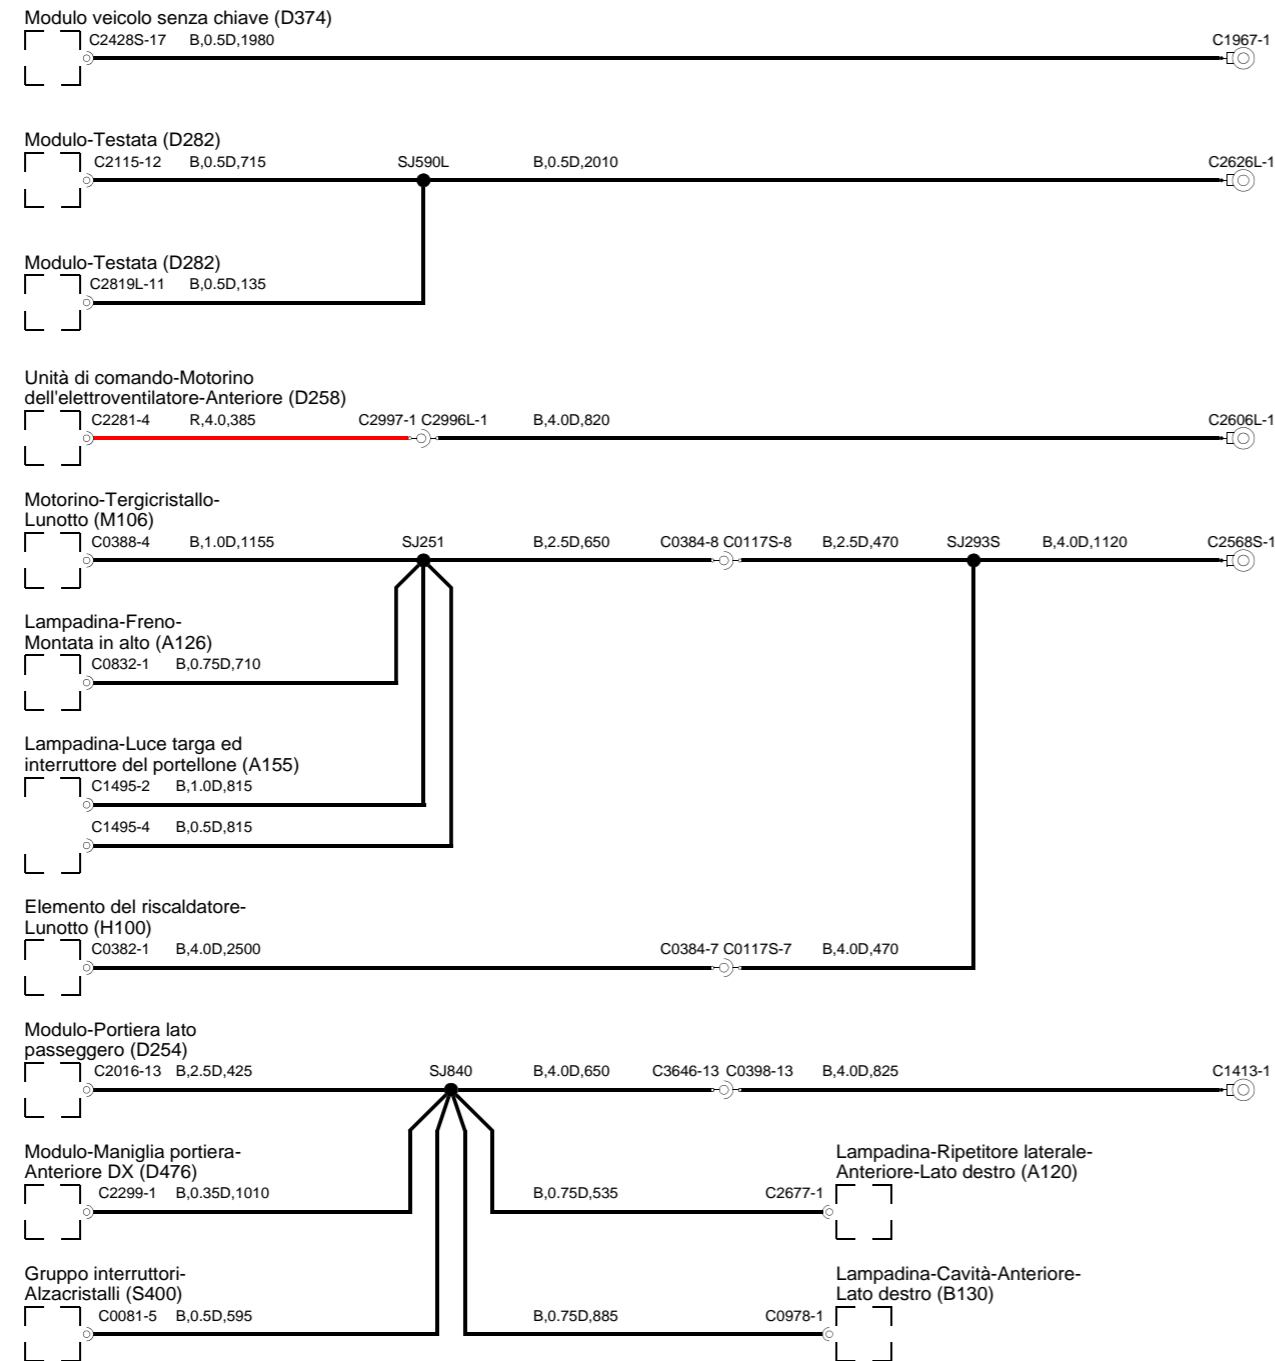 Modulo veicolo senza chiave (D374)
C2428S-17 B,0.5D,1980 C1967-1
Modulo-Testata (D282)
C2115-12 B,0.5D,715 SJ590L B,0.5D,2010 C2626L-1
Modulo-Testata (D282)
C2819L-11 B,0.5D,135
Unità di comando-Motorino
dell'elettroventilatore-Anteriore (D258)
C2281-4 R,4.0,385 C2997-1 C2996L-1 B,4.0D,820 C2606L-1
Motorino-Tergicristallo-
Lunotto (M106)
C0388-4 B,1.0D,1155 SJ251 B,2.5D,650 C0384-8 C0117S-8 B,2.5D,470 SJ293S B,4.0D,1120 C2568S-1
Lampadina-Freno-
Montata in alto (A126)
C0832-1 B,0.75D,710
Lampadina-Luce targa ed
interruttore del portellone (A155)
C1495-2 B,1.0D,815
C1495-4 B,0.5D,815
Elemento del riscaldatore-
Lunotto (H100)
C0382-1 B,4.0D,2500 C0384-7 C0117S-7 B,4.0D,470
Modulo-Portiera lato
passeggero (D254)
C2016-13 B,2.5D,425 SJ840 B,4.0D,650 C3646-13 C0398-13 B,4.0D,825 C1413-1
Modulo-Maniglia portiera-
Anteriore DX (D476)
C2299-1 B,0.35D,1010
Lampadina-Ripetitore laterale-
Anteriore-Lato destro (A120)
B,0.75D,535 C2677-1
Gruppo interruttori-
Alzacristalli (S400)
C0081-5 B,0.5D,595
Lampadina-Cavità-Anteriore-
Lato destro (B130)
B,0.75D,885 C0978-1